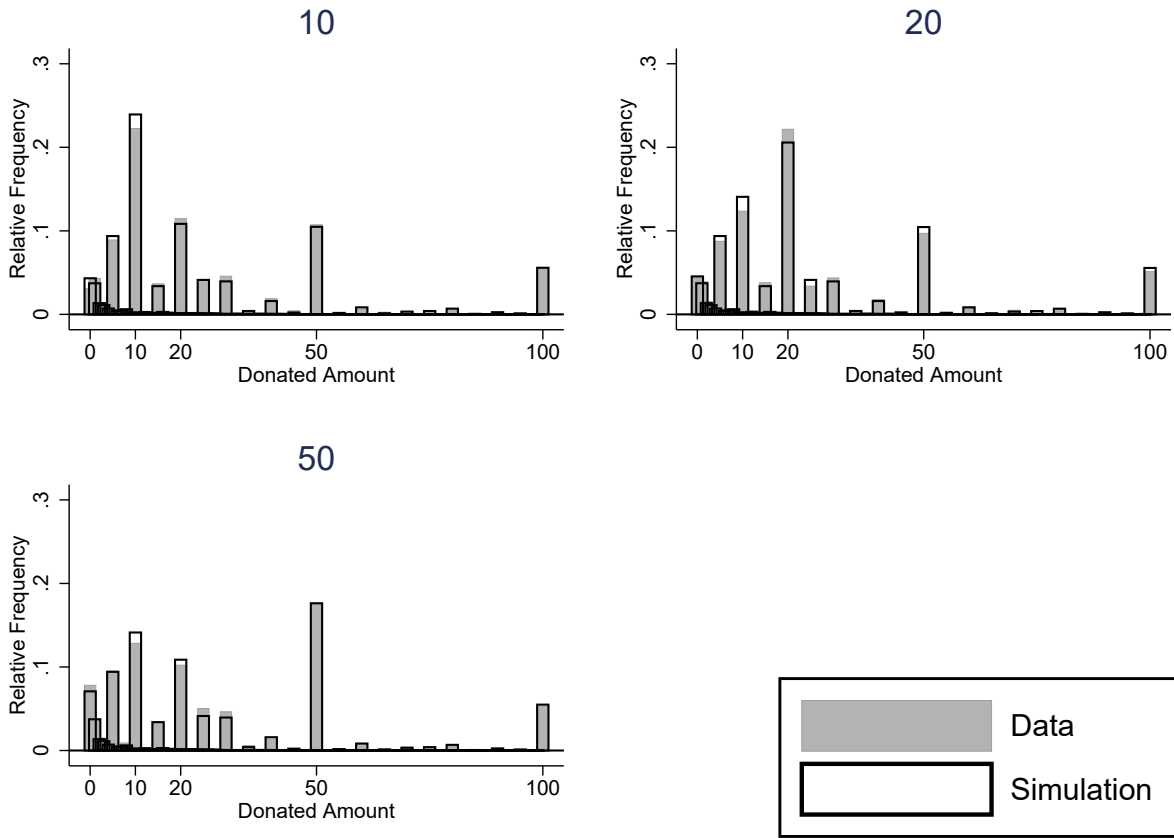 10
.3
.2
.1
0
Relative Frequency
0 10 20 50 100
Donated Amount
20
.3
.2
.1
0
Relative Frequency
0 10 20 50 100
Donated Amount
50
.3
.2
.1
0
Relative Frequency
0 10 20 50 100
Donated Amount
Data
Simulation